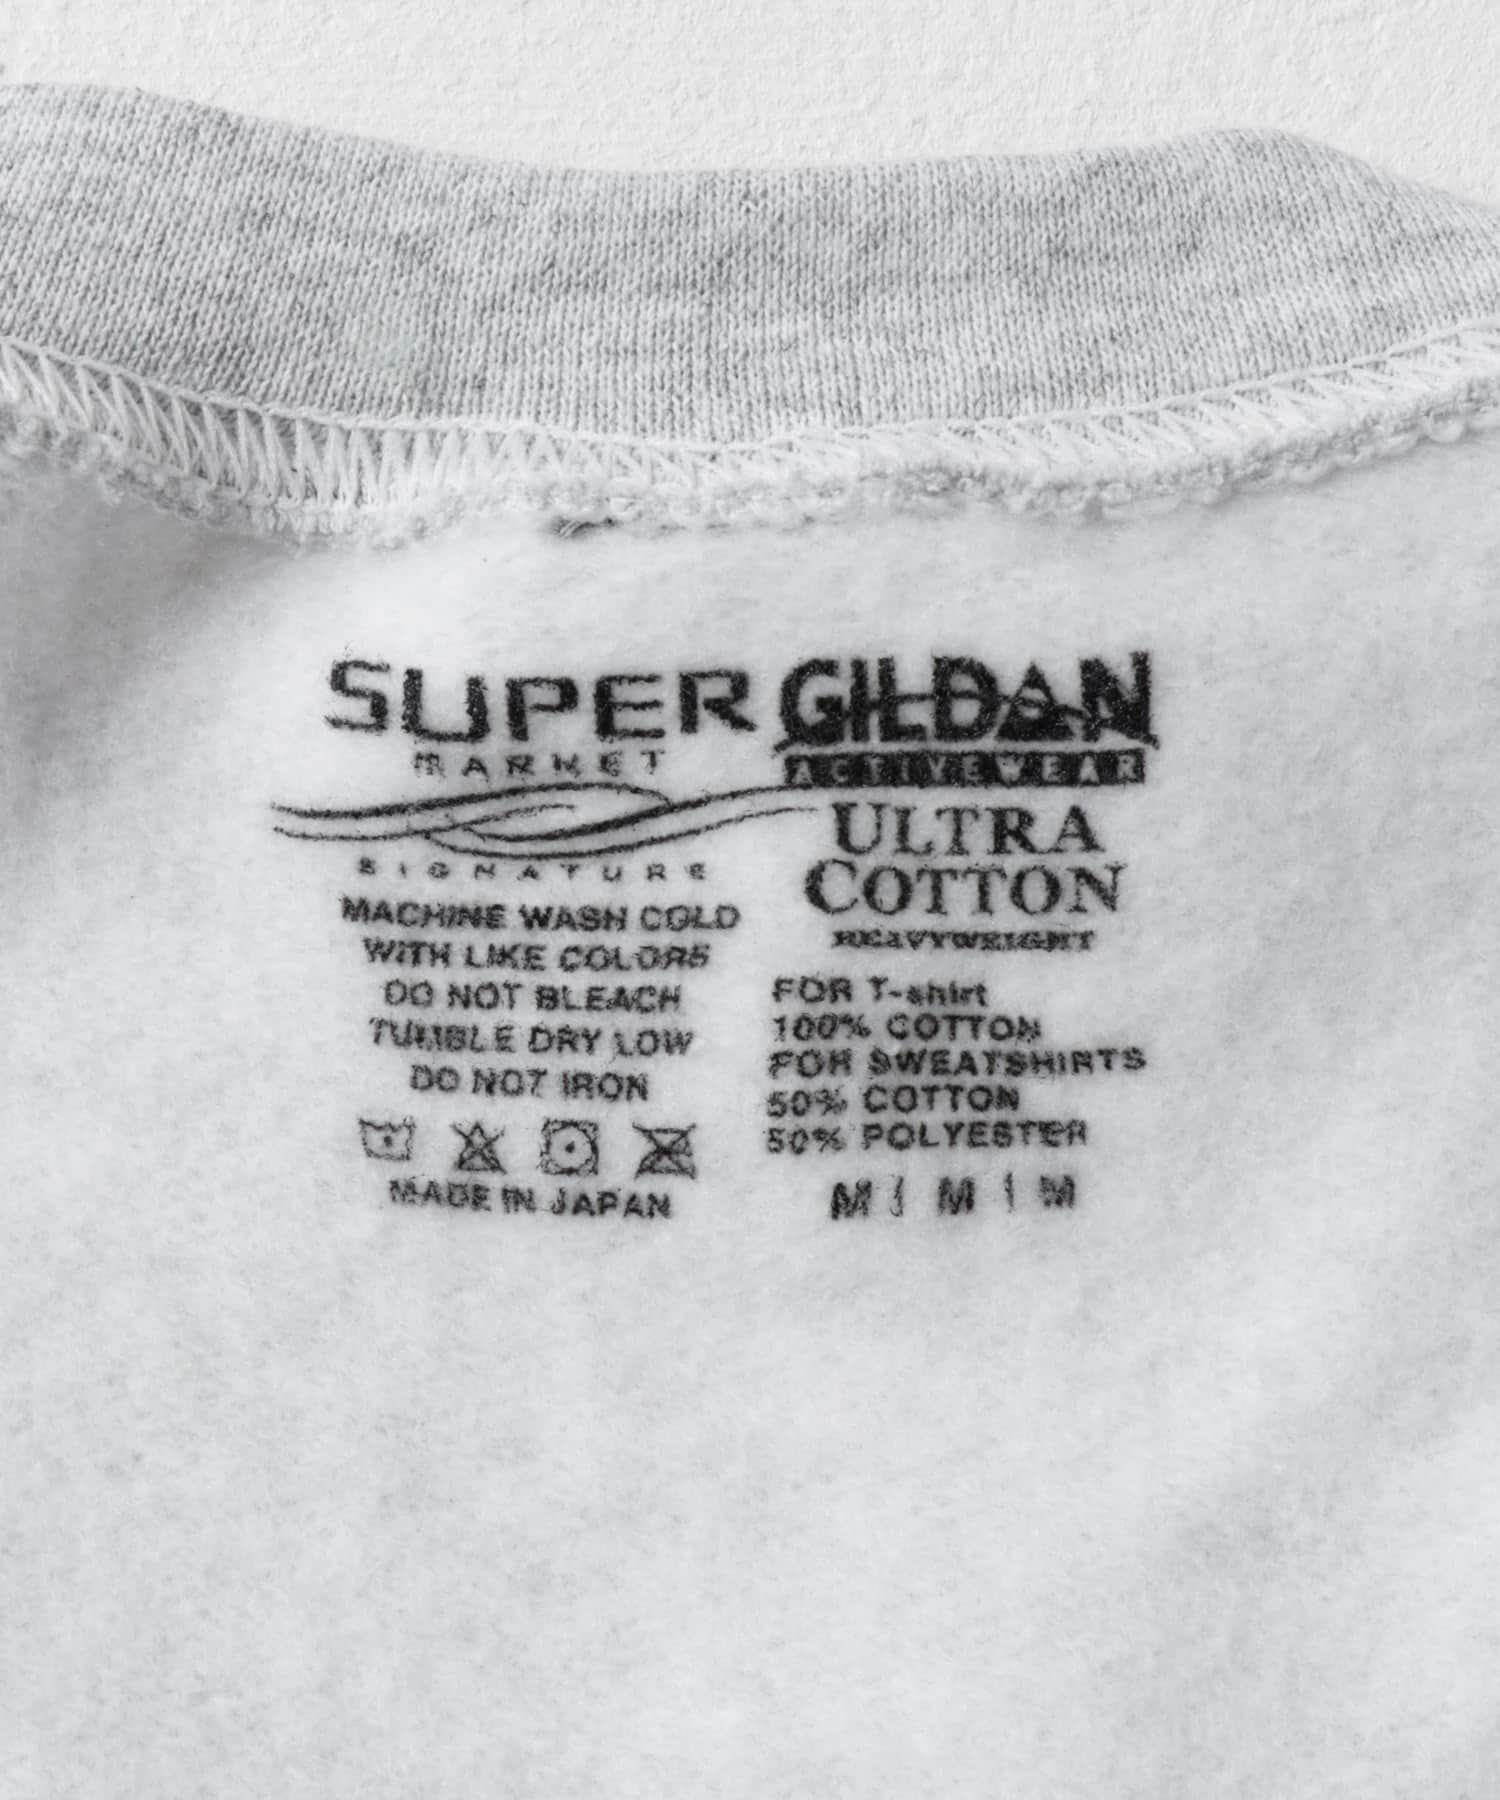 SUPER
MARKET
SIGNATURE
MACHINE WASH COLD
WITH LIKE COLORS
DO NOT BLEACH
TUMBLE DRY LOW
DO NOT IRON
MADE IN JAPAN
GILDAN
ACTIVEWEAR
ULTRA
COTTON
HEAVYWEIGHT
FOR T-shirt
100% COTTON
FOR SWEATSHIRTS
50% COTTON
50% POLYESTER
M | M | M